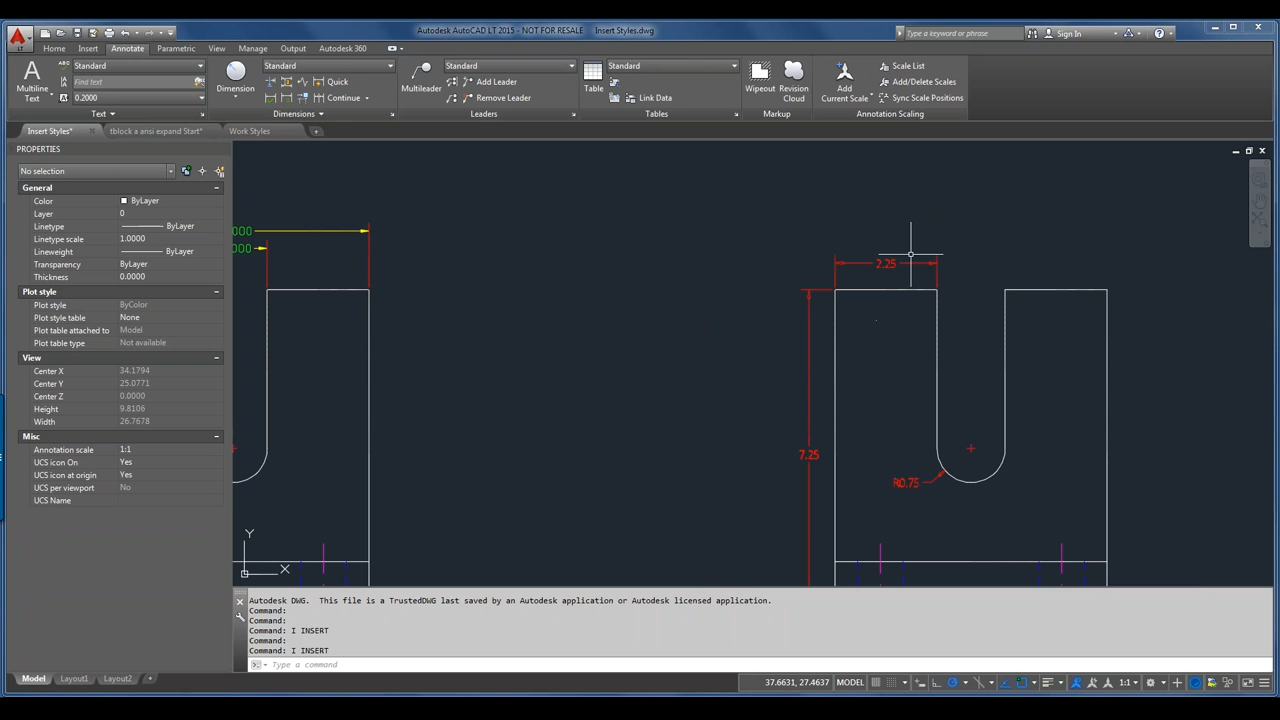 Autodesk AutoCAD LT 2015 - NOT FOR RESALE    Insert Styles.dwg
Type a keyword or phrase
Sign In
LT
Home Insert Annotate Parametric View Manage Output Autodesk 360
Multiline Text
Standard
Find text
0.2000
Text
Dimension
Standard
Quick
Continue
Dimensions
Multileader
Standard
Add Leader
Remove Leader
Leaders
Table
Standard
Link Data
Tables
Wipeout
Revision Cloud
Markup
Add Current Scale
Scale List
Add/Delete Scales
Sync Scale Positions
Annotation Scaling
Insert Styles* tblock a ansi expand Start* Work Styles
PROPERTIES
No selection
General
Color ByLayer
Layer 0
Linetype ByLayer
Linetype scale 1.0000
Lineweight ByLayer
Transparency ByLayer
Thickness 0.0000
Plot style
Plot style ByColor
Plot style table None
Plot table attached to Model
Plot table type Not available
View
Center X 34.1794
Center Y 25.0771
Center Z 0.0000
Height 9.8106
Width 26.7678
Misc
Annotation scale 1:1
UCS icon On Yes
UCS icon at origin Yes
UCS per viewport No
UCS Name
000
000
Y
X
2.25
7.25
R0.75
Autodesk DWG.  This file is a TrustedDWG last saved by an Autodesk application or Autodesk licensed application.
Command:
Command:
Command: I INSERT
Command:
Command: I INSERT
Type a command
Model Layout1 Layout2
37.6631, 27.4637 MODEL 1:1